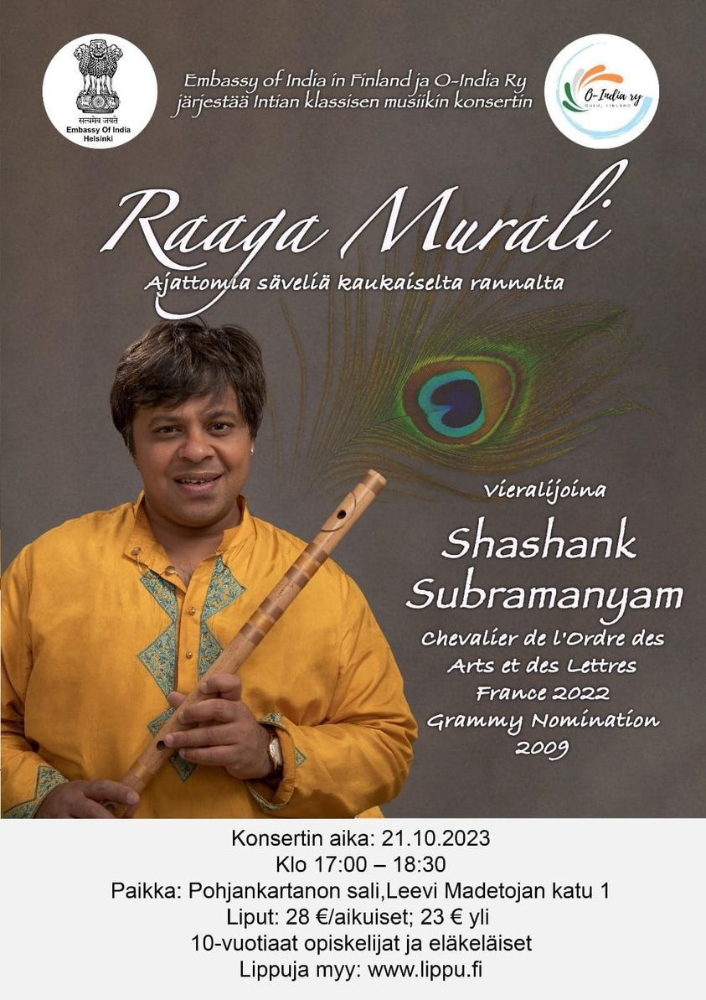 सत्यमेव जयते
Embassy Of India
Helsinki
Embassy of India in Finland ja O-India Ry
järjestää Intian klassisen musiikin konsertin
O-India ry
OULU, FINLAND
Raaga Murali
Ajattomia säveliä kaukaiselta rannalta
Vieralijoina
Shashank
Subramanyam
Chevalier de l'Ordre des
Arts et des Lettres
France 2022
Grammy Nomination
2009
Konsertin aika: 21.10.2023
Klo 17:00 – 18:30
Paikka: Pohjankartanon sali,Leevi Madetojan katu 1
Liput: 28 €/aikuiset; 23 € yli
10-vuotiaat opiskelijat ja eläkeläiset
Lippuja myy: www.lippu.fi